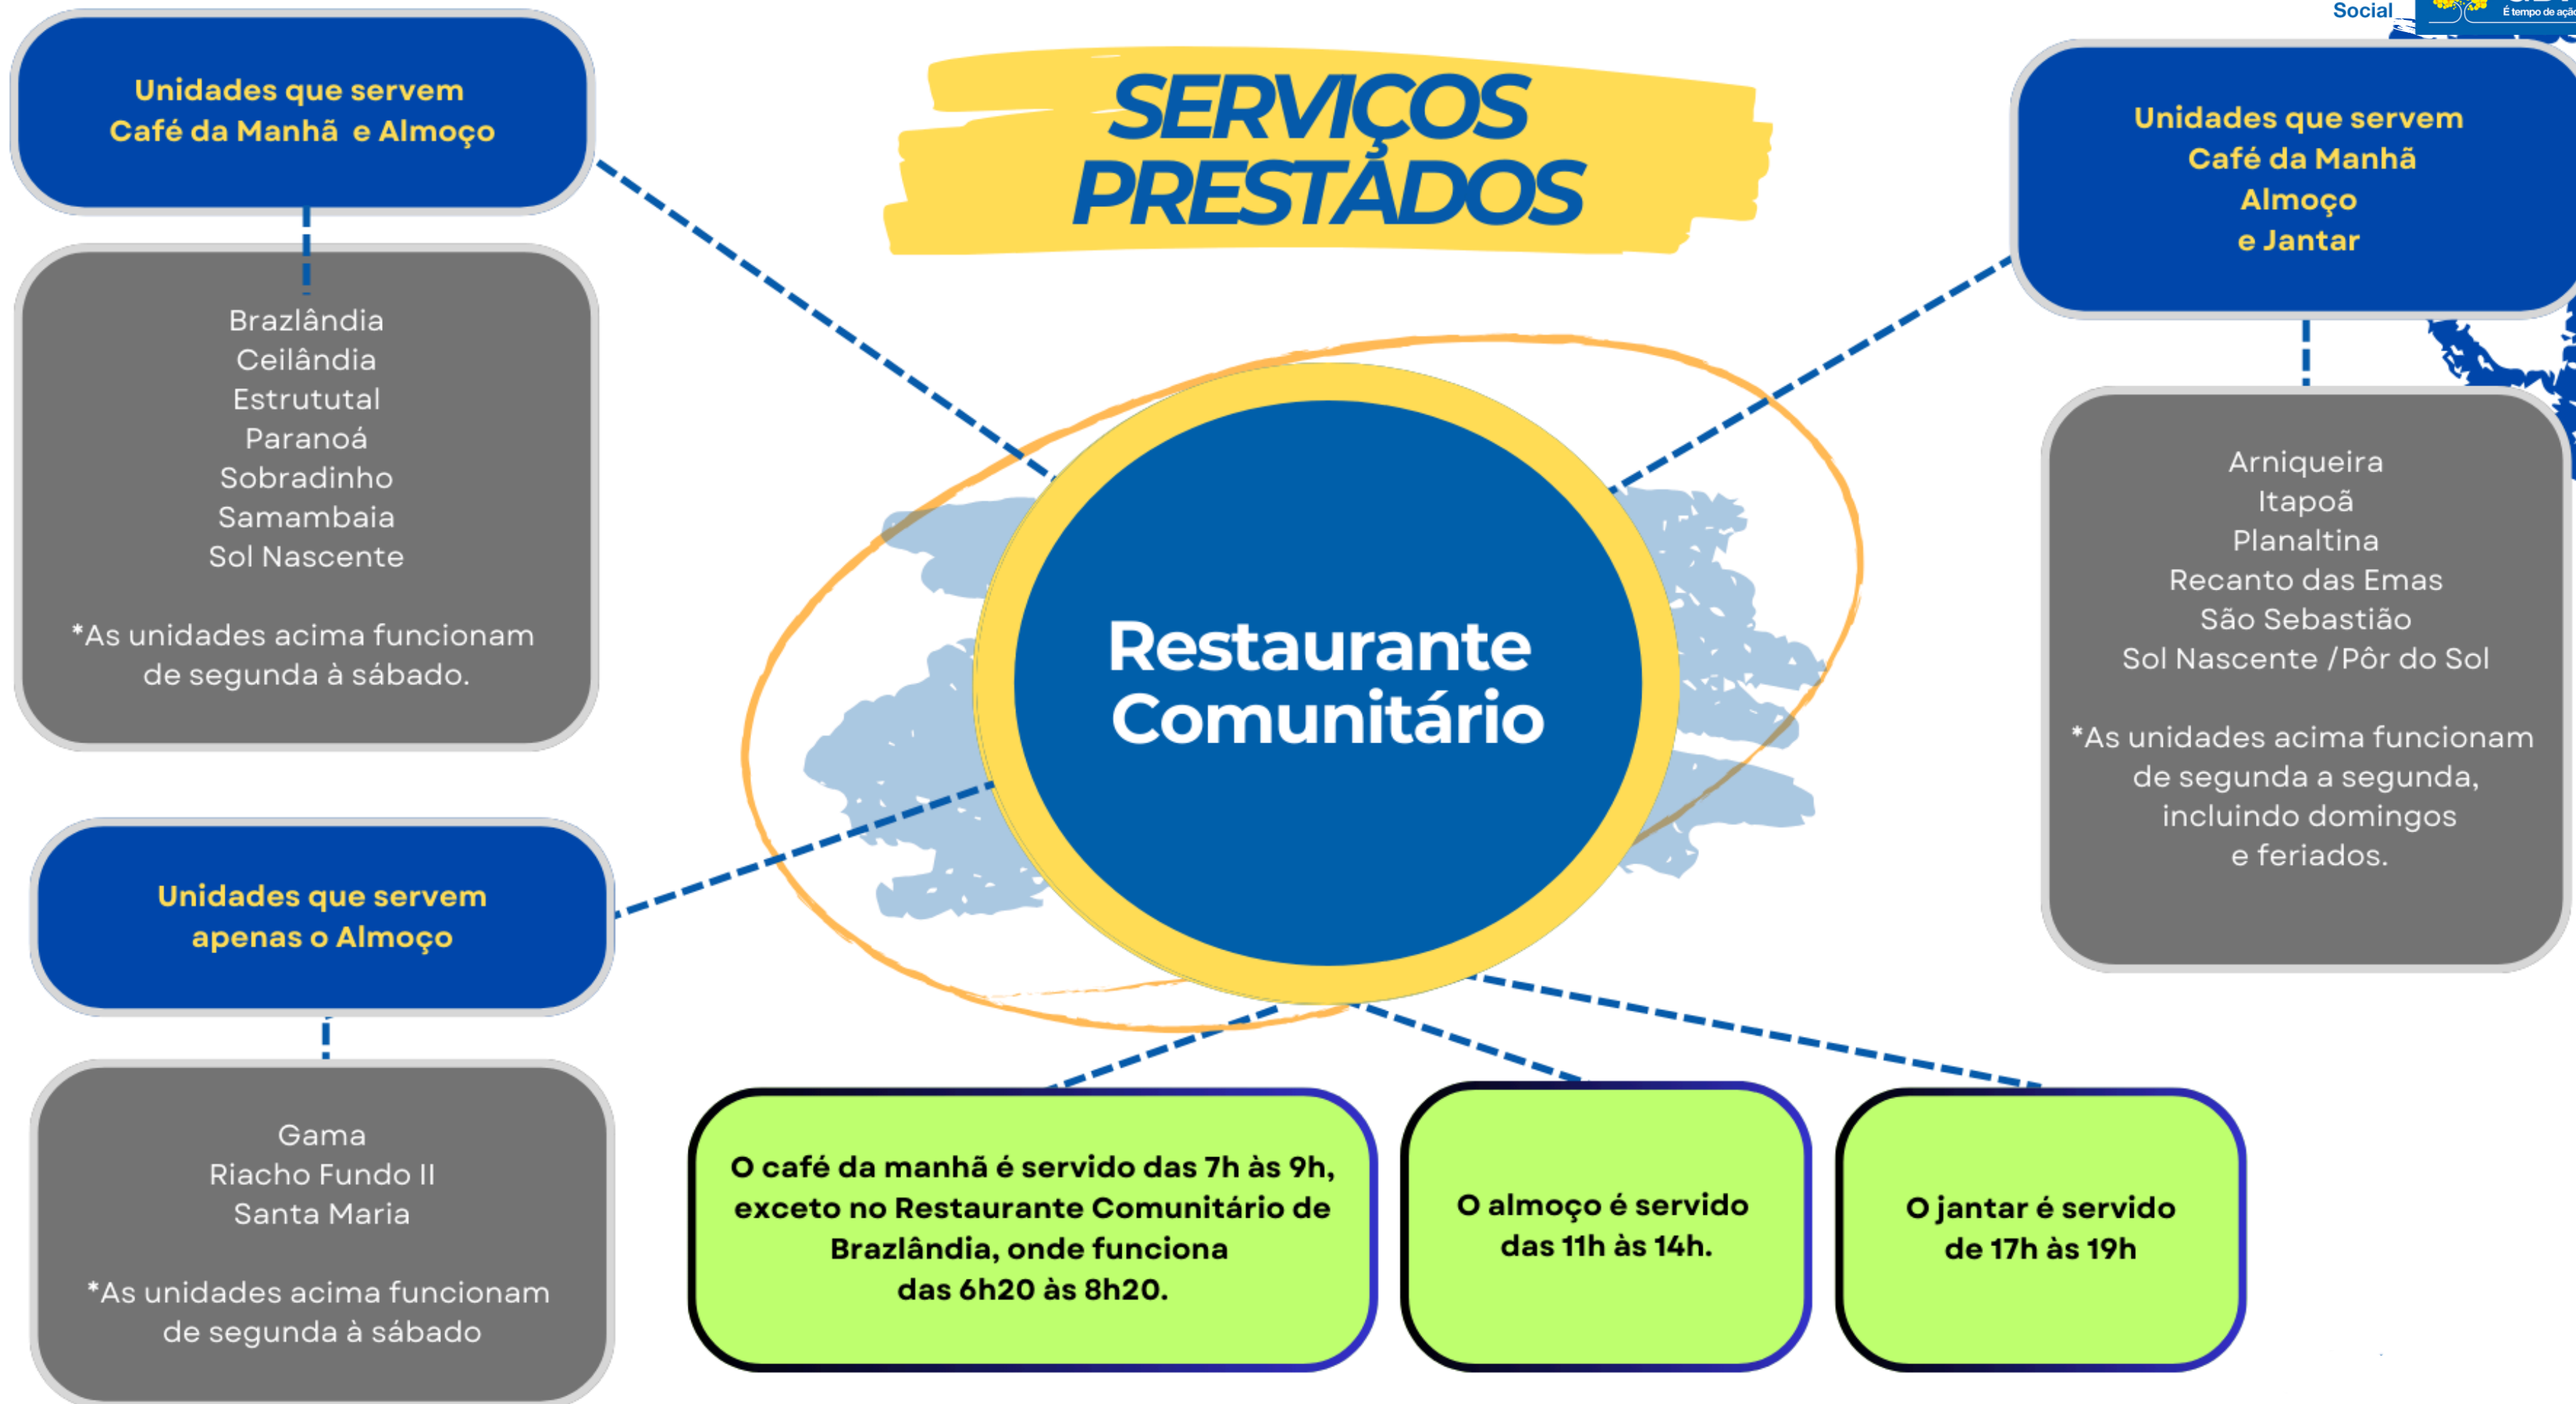 Social
É tempo de ação
SERVIÇOS
PRESTADOS
Unidades que servem
Café da Manhã e Almoço
Brazlândia
Ceilândia
Estrututal
Paranoá
Sobradinho
Samambaia
Sol Nascente
*As unidades acima funcionam
de segunda à sábado.
Unidades que servem
apenas o Almoço
Gama
Riacho Fundo II
Santa Maria
*As unidades acima funcionam
de segunda à sábado
Restaurante
Comunitário
Unidades que servem
Café da Manhã
Almoço
e Jantar
Arniqueira
Itapoã
Planaltina
Recanto das Emas
São Sebastião
Sol Nascente /Pôr do Sol
*As unidades acima funcionam
de segunda a segunda,
incluindo domingos
e feriados.
O café da manhã é servido das 7h às 9h,
exceto no Restaurante Comunitário de
Brazlândia, onde funciona
das 6h20 às 8h20.
O almoço é servido
das 11h às 14h.
O jantar é servido
de 17h às 19h